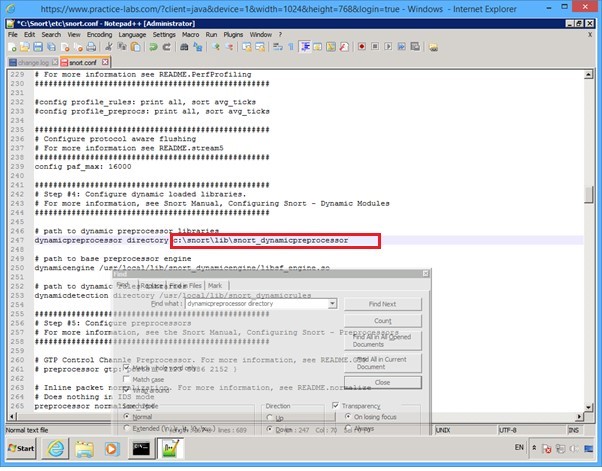 https://www.practice-labs.com/?client=java&device=1&width=1024&height=768&login=true - Windows Internet Explorer
*C:\Snort\etc\snort.conf - Notepad++ [Administrator]
File Edit Search View Encoding Language Settings Macro Run Plugins Window ?
change.log snort.conf
229 # For more information see README.PerfProfiling
230 ####################################################
231
232 #config profile_rules: print all, sort avg_ticks
233 #config profile_preprocs: print all, sort avg_ticks
234
235 ####################################################
236 # Configure protocol aware flushing
237 # For more information see README.stream5
238 ####################################################
239 config paf_max: 16000
240
241 ####################################################
242 # Step #4: Configure dynamic loaded libraries.
243 # For more information, see Snort Manual, Configuring Snort - Dynamic Modules
244 ####################################################
245
246 # path to dynamic preprocessor libraries
247 dynamicpreprocessor directory c:\snort\lib\snort_dynamicpreprocessor
248
249 # path to base preprocessor engine
250 dynamicengine /usr/local/lib/snort_dynamicengine/libsf_engine.so
251
252 # path to dynamic
253 dynamicdetection directory /usr/local/lib/snort_dynamicrules
254
255
256 # Step #5: Configure preprocessors
257 # For more information, see the Snort Manual, Configuring Snort - Preprocessors
258
259
260 # GTP Control Channle Preprocessor. For more information, see
261 # preprocessor gtp: 2152 }
262
263 # Inline packet normalization. For more information, see README.normalize
264 # Does nothing in IDS mode
265 preprocessor
Find
Find Replace Find in Files Mark
Find what : dynamicpreprocessor directory
Find Next
Count
Find All in All Opened Documents
Find All in Current Document
Close
Match whole word only
Match case
Wrap around
Search Mode
Normal
Extended
Direction
Up
Down
Transparency
On losing focus
Always
Normal text file lines : 689 Ln : 247 Col : 70 UNIX UTF-8 INS
Start EN